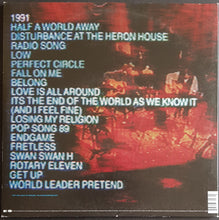 1991
HALF A WORLD AWAY
DISTURBANCE AT THE HERON HOUSE
RADIO SONG
LOW
PERFECT CIRCLE
FALL ON ME
BELONG
LOVE IS ALL AROUND
ITS THE END OF THE WORLD AS WE KNOW IT
(AND I FEEL FINE)
LOSING MY RELIGION
POP SONG 89
ENDGAME
FRETLESS
SWAN SWAN H
ROTARY ELEVEN
GET UP
WORLD LEADER PRETEND